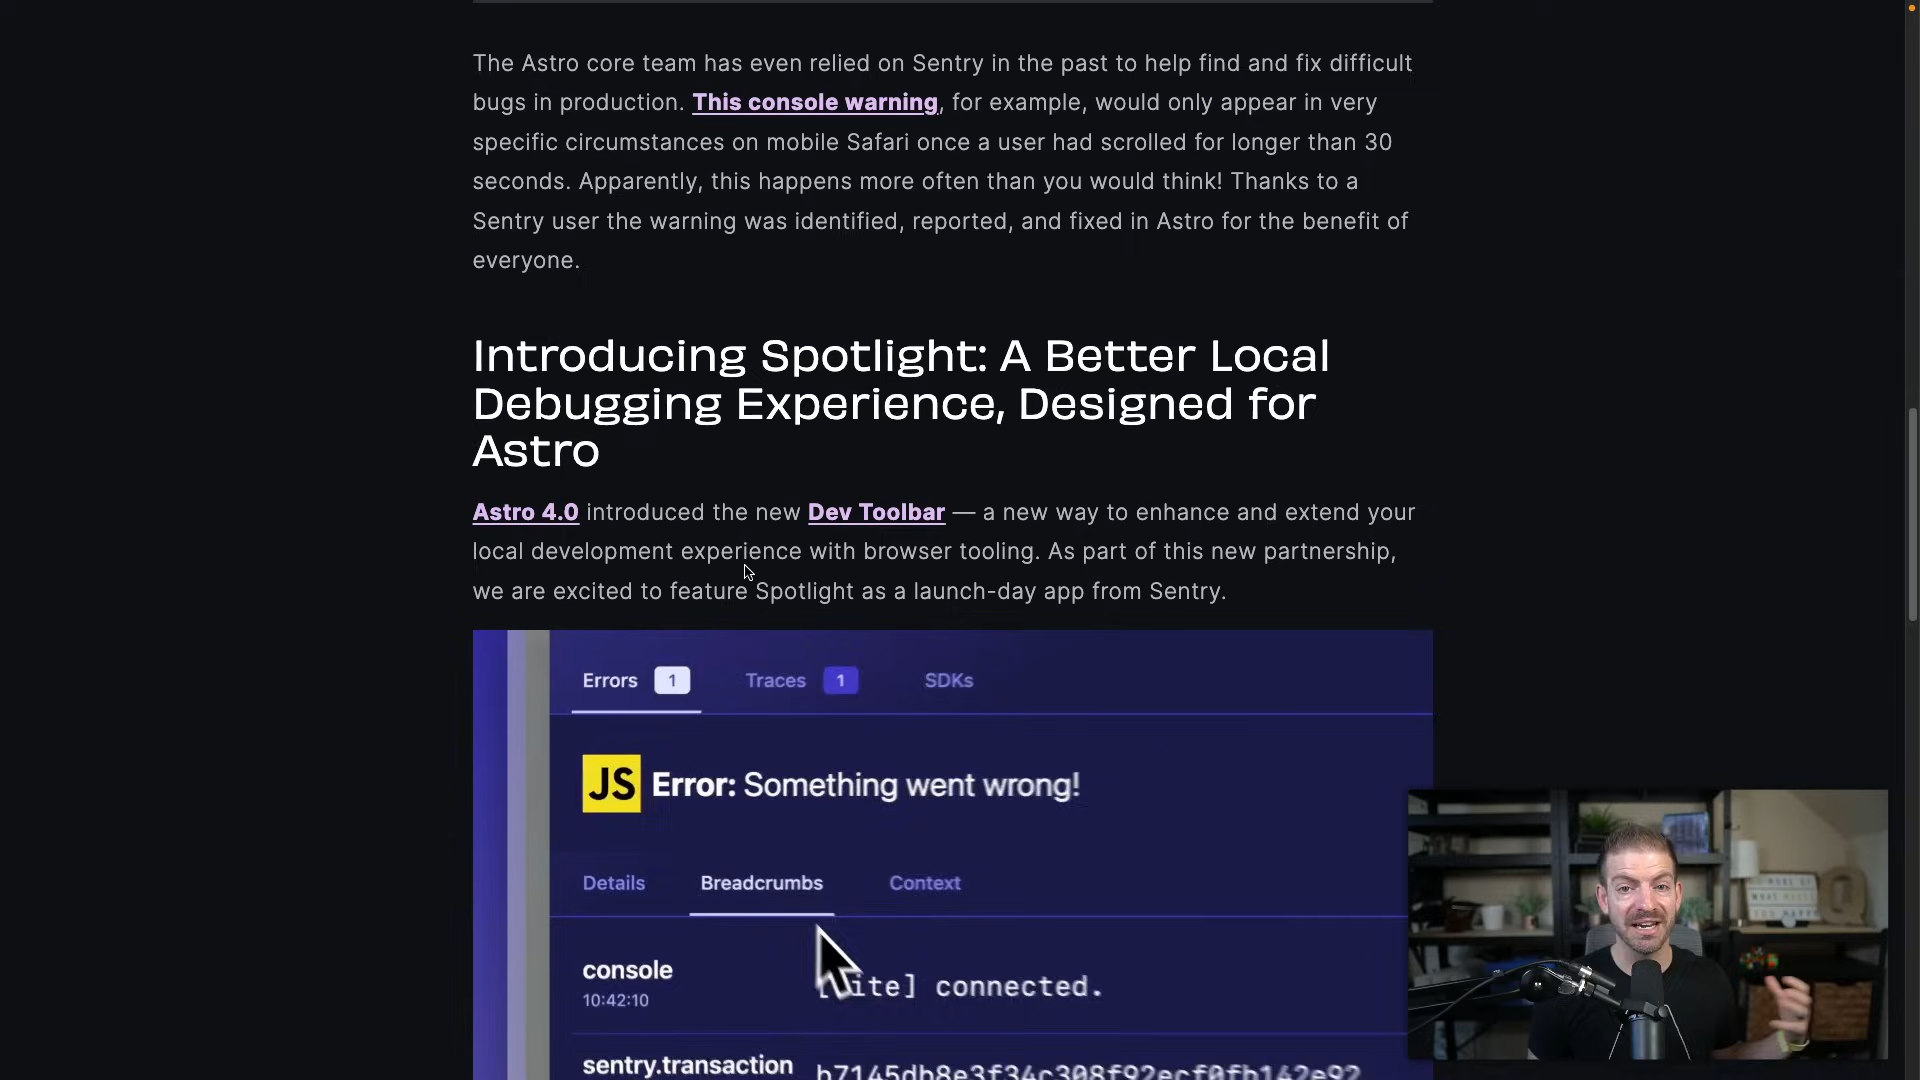 The Astro core team has even relied on Sentry in the past to help find and fix difficult
bugs in production. This console warning, for example, would only appear in very
specific circumstances on mobile Safari once a user had scrolled for longer than 30
seconds. Apparently, this happens more often than you would think! Thanks to a
Sentry user the warning was identified, reported, and fixed in Astro for the benefit of
everyone.
Introducing Spotlight: A Better Local
Debugging Experience, Designed for
Astro
Astro 4.0 introduced the new Dev Toolbar — a new way to enhance and extend your
local development experience with browser tooling. As part of this new partnership,
we are excited to feature Spotlight as a launch-day app from Sentry.
Errors 1 Traces 1 SDKs
JS Error: Something went wrong!
Details Breadcrumbs Context
console
connected.
10:42:10
sentry.transaction b7145db8e3f34c308f92ecf0fb142e92